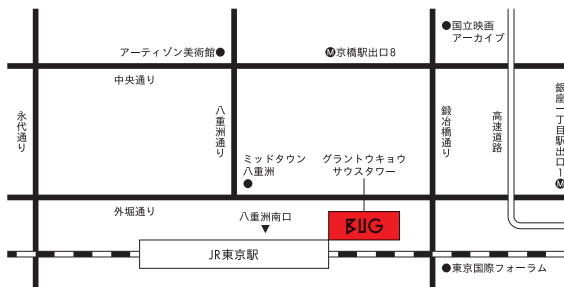 国立映画
アーカイブ
アーティゾン美術館
M京橋駅出口8
中央通り
永代通り
八重洲通り
鍛冶橋通り
高速道路
銀座一丁目駅出口1M
ミッドタウン
八重洲
グラントウキョウ
サウスタワー
外堀通り
八重洲南口
BUG
JR東京駅
東京国際フォーラム